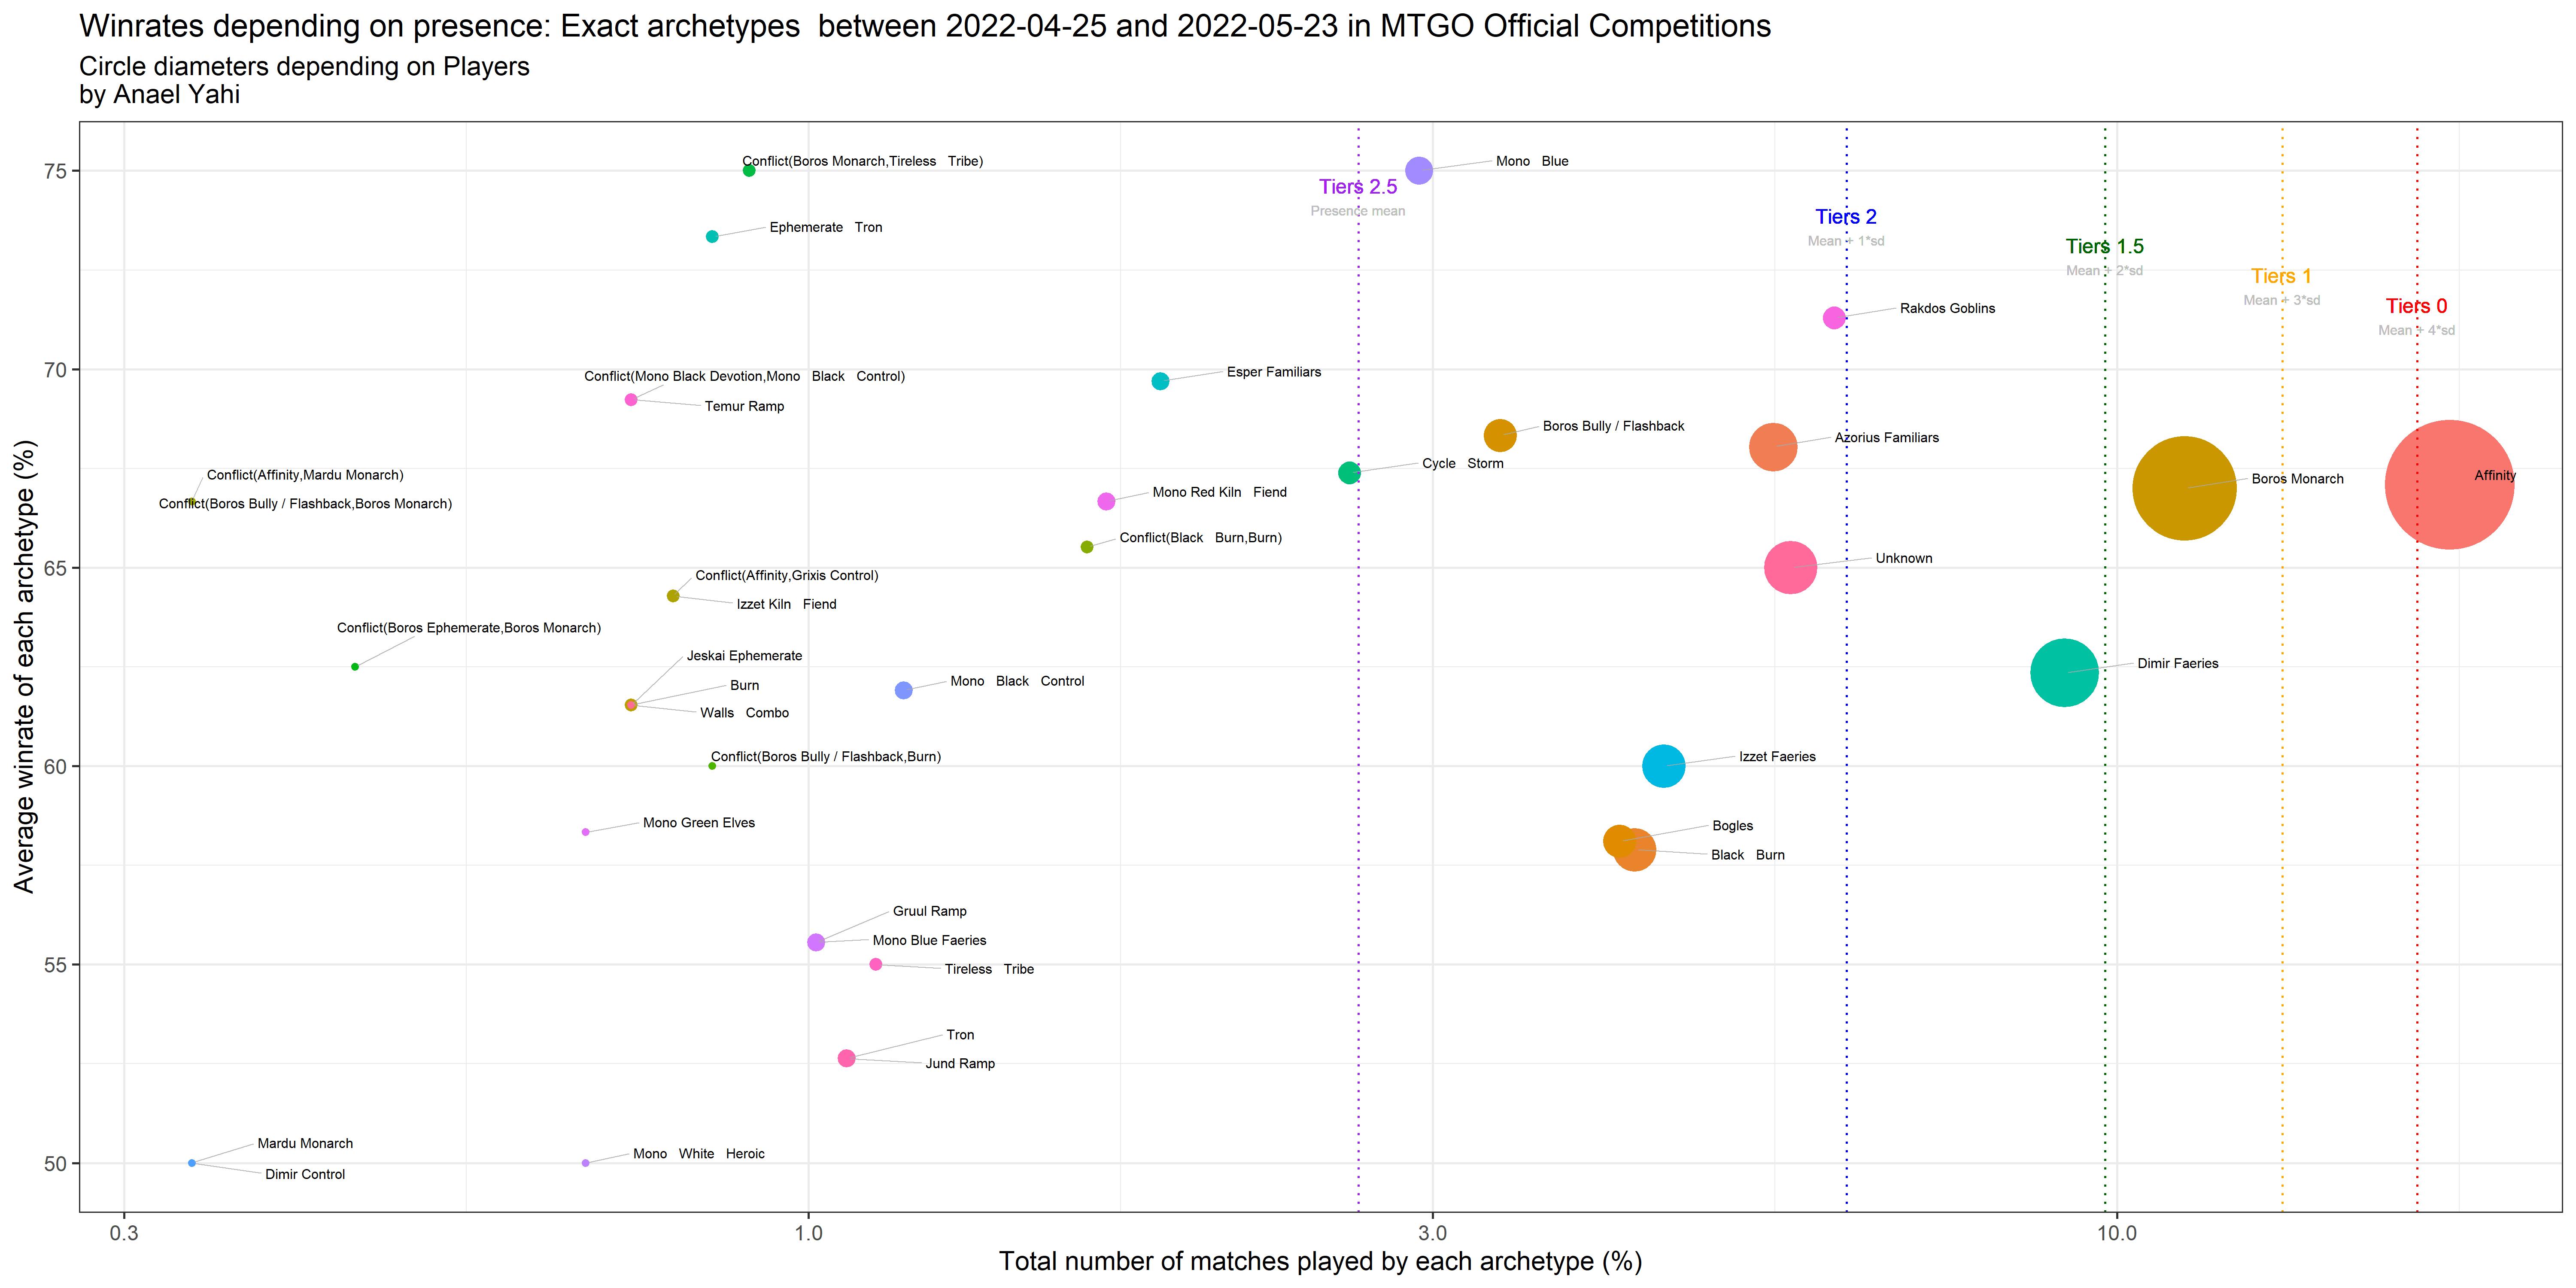 Winrates depending on presence: Exact archetypes  between 2022-04-25 and 2022-05-23 in MTGO Official Competitions
Circle diameters depending on Players
by Anael Yahi
Average winrate of each archetype (%)
75
70
65
60
55
50
Conflict(Boros Monarch,Tireless   Tribe)
Mono   Blue
Tiers 2.5
Presence mean
Tiers 2
Mean + 1*sd
Ephemerate   Tron
Tiers 1.5
Mean + 2*sd
Tiers 1
Mean + 3*sd
Tiers 0
Mean + 4*sd
Rakdos Goblins
Esper Familiars
Conflict(Mono Black Devotion,Mono   Black   Control)
Temur Ramp
Boros Bully / Flashback
Azorius Familiars
Cycle   Storm
Conflict(Affinity,Mardu Monarch)
Affinity
Boros Monarch
Mono Red Kiln   Fiend
Conflict(Boros Bully / Flashback,Boros Monarch)
Conflict(Black   Burn,Burn)
Unknown
Conflict(Affinity,Grixis Control)
Izzet Kiln   Fiend
Conflict(Boros Ephemerate,Boros Monarch)
Jeskai Ephemerate
Dimir Faeries
Burn
Mono   Black   Control
Walls   Combo
Conflict(Boros Bully / Flashback,Burn)
Izzet Faeries
Mono Green Elves
Bogles
Black   Burn
Gruul Ramp
Mono Blue Faeries
Tireless   Tribe
Tron
Jund Ramp
Mardu Monarch
Mono   White   Heroic
Dimir Control
0.3
1.0
3.0
10.0
Total number of matches played by each archetype (%)